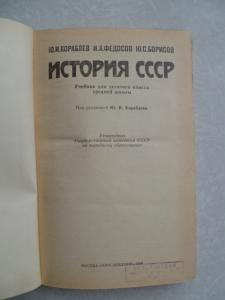 Ю.И.КОРАБЛЕВ И.А.ФЕДОСОВ Ю.С.БОРИСОВ
ИСТОРИЯ СССР
Учебник для десятого класса
средней школы
Под редакцией Ю. И. Кораблева
Утверждено
Государственным комитетом СССР
по народному образованию
МОСКВА «ПРОСВЕЩЕНИЕ»